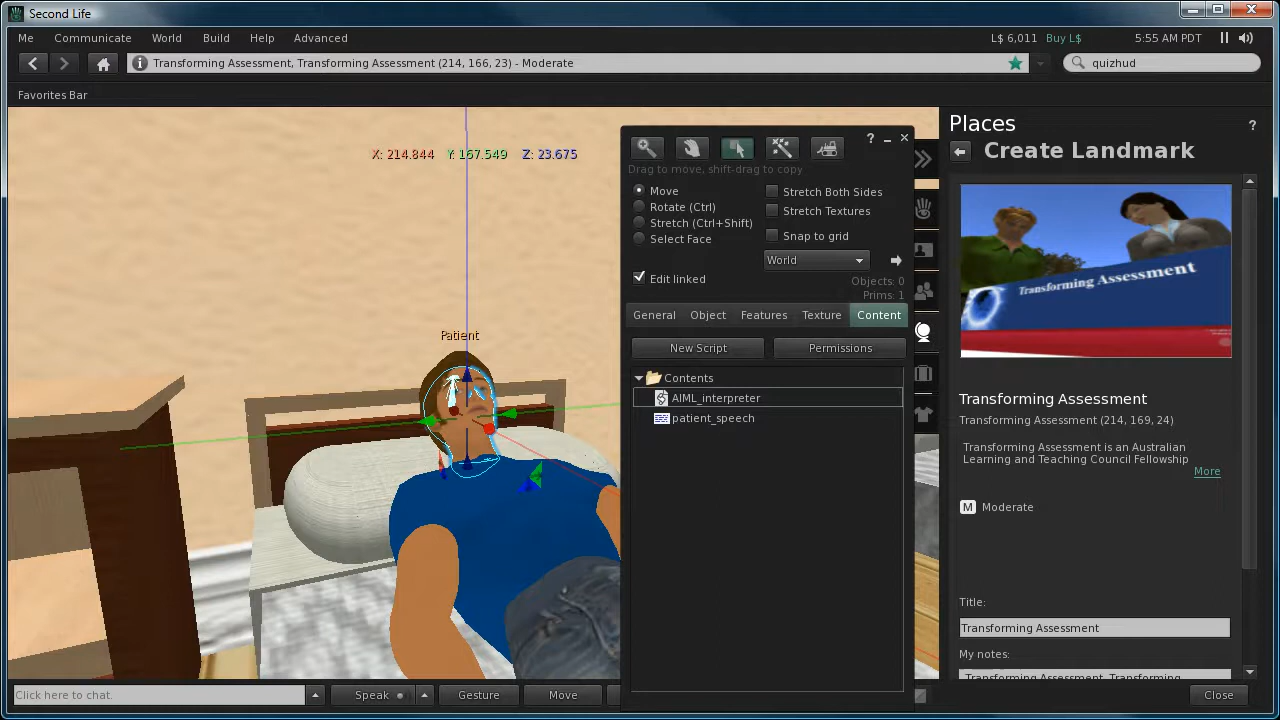 Second Life
Me Communicate World Build Help Advanced
L$ 6,011 Buy L$ 5:55 AM PDT
Transforming Assessment, Transforming Assessment (214, 166, 23) - Moderate
quizhud
Favorites Bar
X: 214.844 Y: 167.549 Z: 23.675
Patient
?
Drag to move, shift-drag to copy
Move
Rotate (Ctrl)
Stretch (Ctrl+Shift)
Select Face
Stretch Both Sides
Stretch Textures
Snap to grid
World
Edit linked
Objects: 0
Prims: 1
General Object Features Texture Content
New Script Permissions
Contents
AIML_interpreter
patient_speech
Places
?
Create Landmark
Transforming Assessment
Transforming Assessment
Transforming Assessment (214, 169, 24)
Transforming Assessment is an Australian
Learning and Teaching Council Fellowship
More
M Moderate
Title:
Transforming Assessment
My notes:
Transforming Assessment, Transforming
Click here to chat.
Speak
Gesture
Move
Close